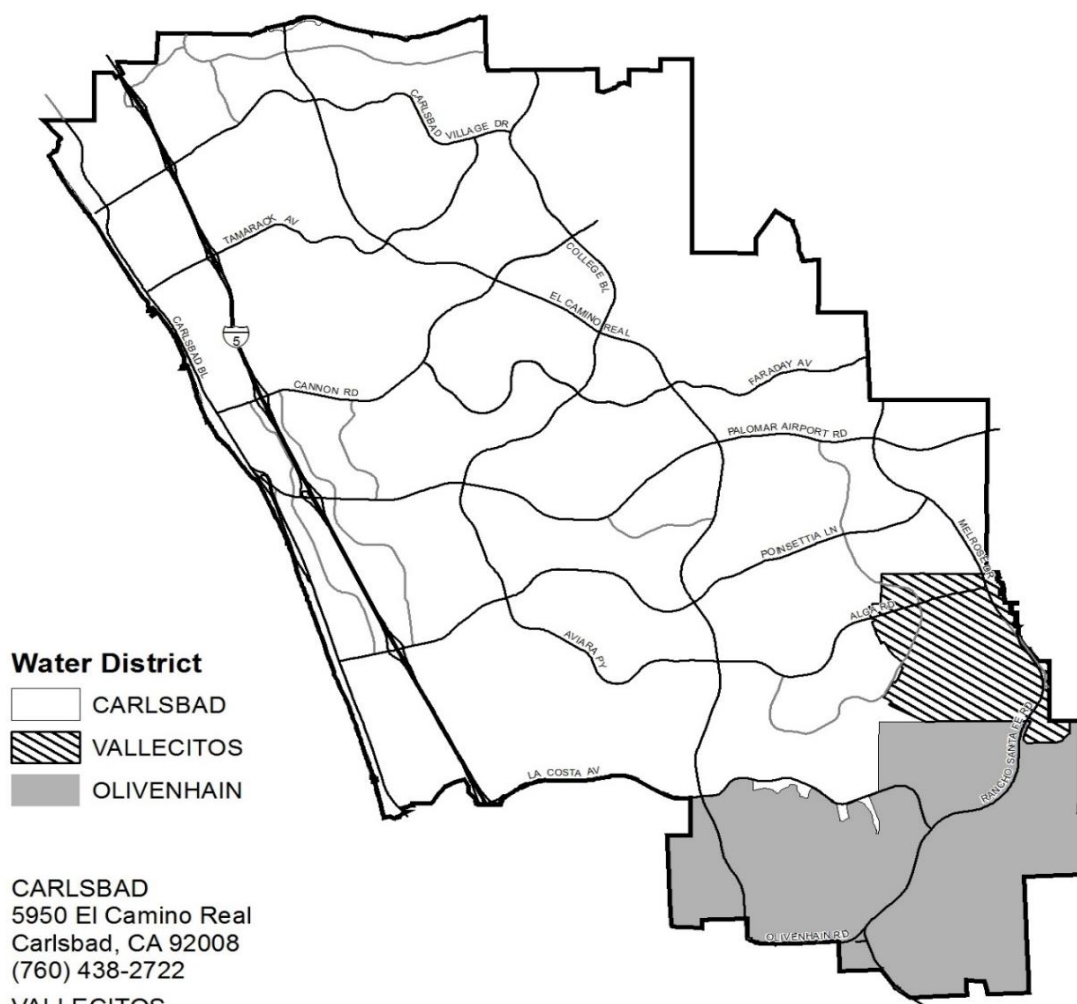 CARLSBAD
VILLAGE DR
TAMARACK AV
COLLEGE BL
EL CAMINO REAL
CARLSBAD BL
5
FARADAY AV
CANNON RD
PALOMAR AIRPORT RD
MELROSE DR
POINSETTIA LN
ALGA RD
AVIARA PY
RANCHO SANTA FE RD
LA COSTA AV
OLIVENHAIN RD
Water District
CARLSBAD
VALLECITOS
OLIVENHAIN
CARLSBAD
5950 El Camino Real
Carlsbad, CA 92008
(760) 438-2722
VALLECITOS